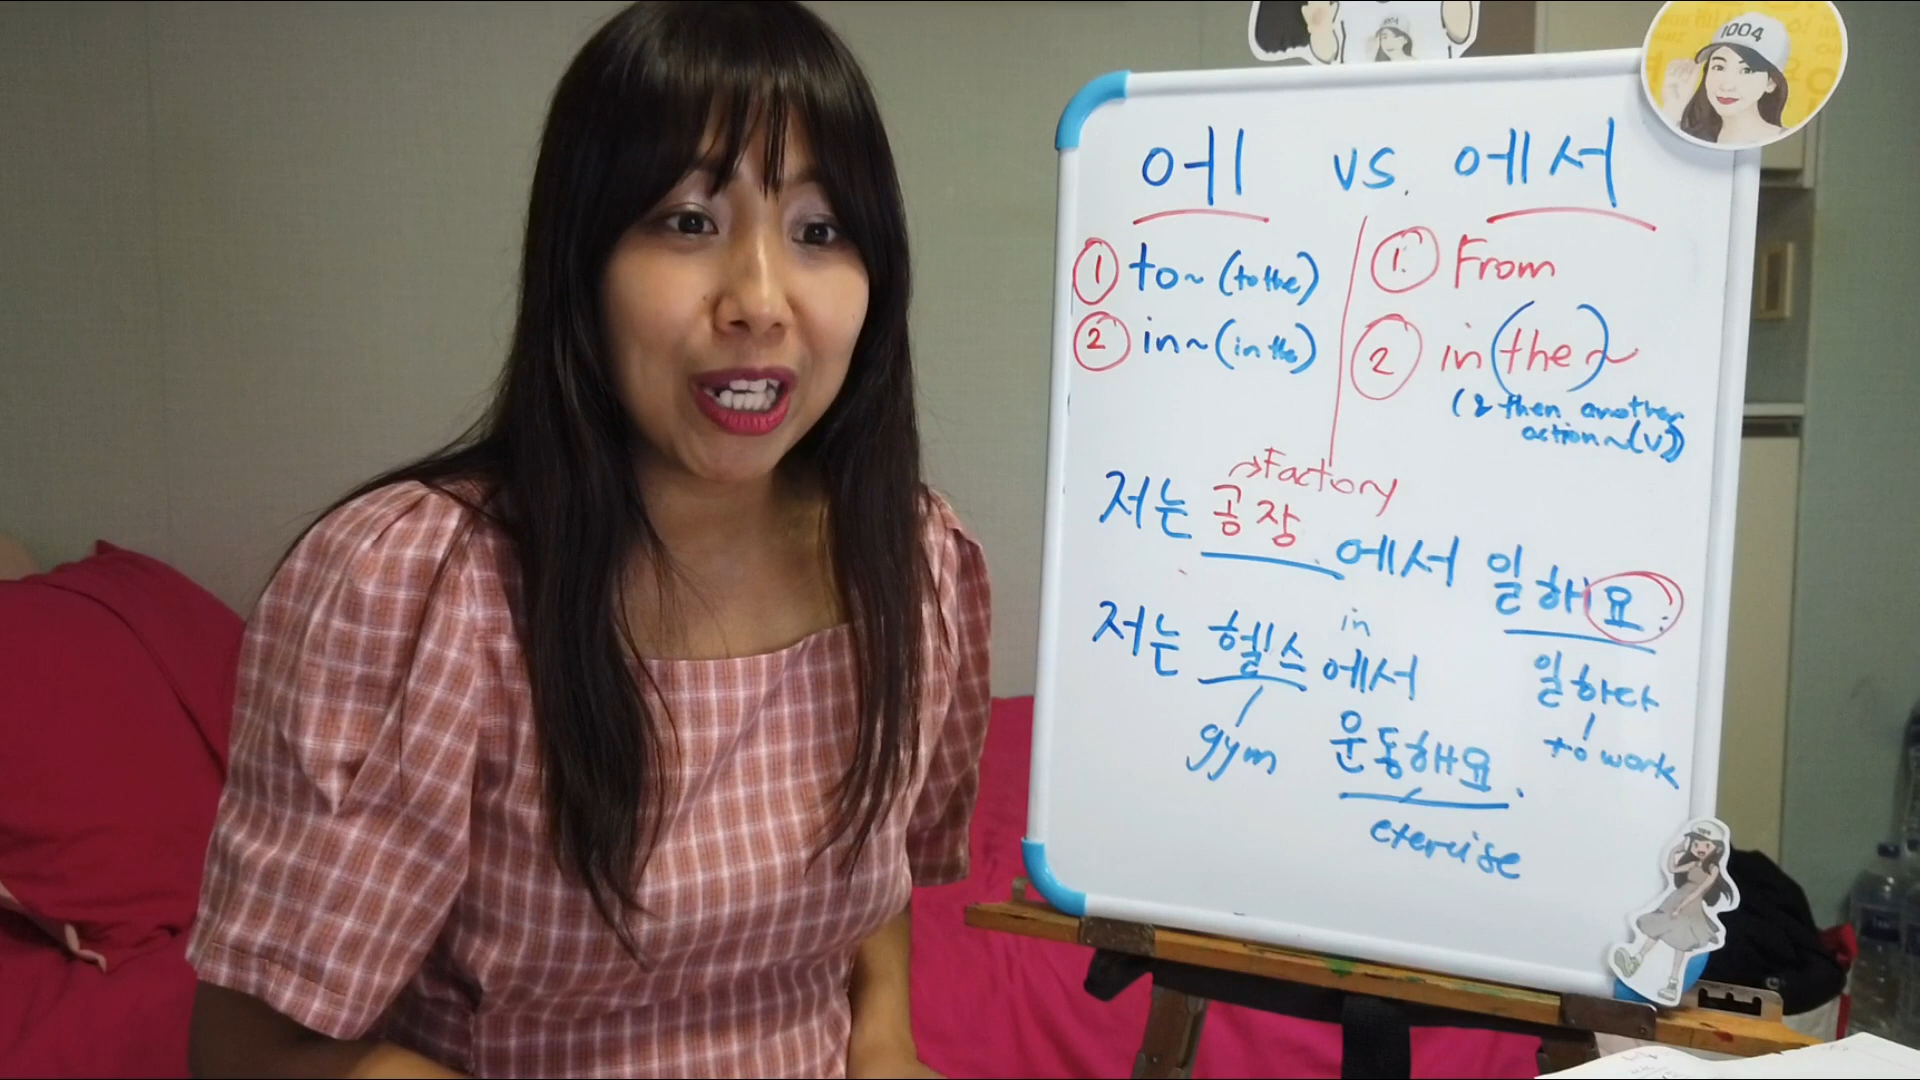 1004
에 vs. 에서
① to~ (to the)
② in~ (in the)
①. From
② in (the) ~
(& then another
action~(V))
→Factory
저는 공장에서 일해요.
일하다
to work
in
저는 헬스에서
gym
운동해요.
exercise